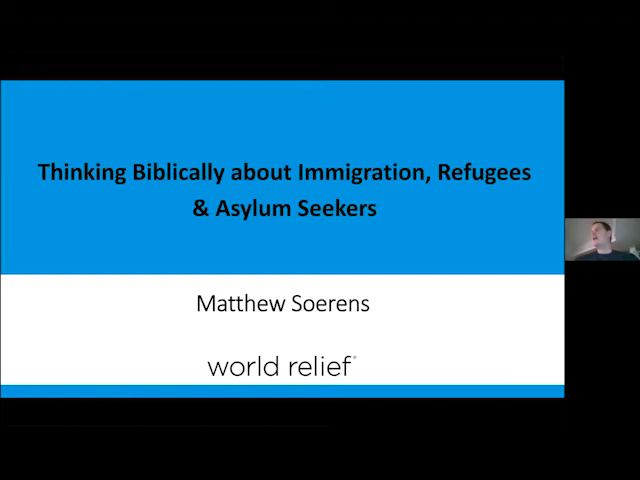 Thinking Biblically about Immigration, Refugees
& Asylum Seekers
Matthew Soerens
world relief®